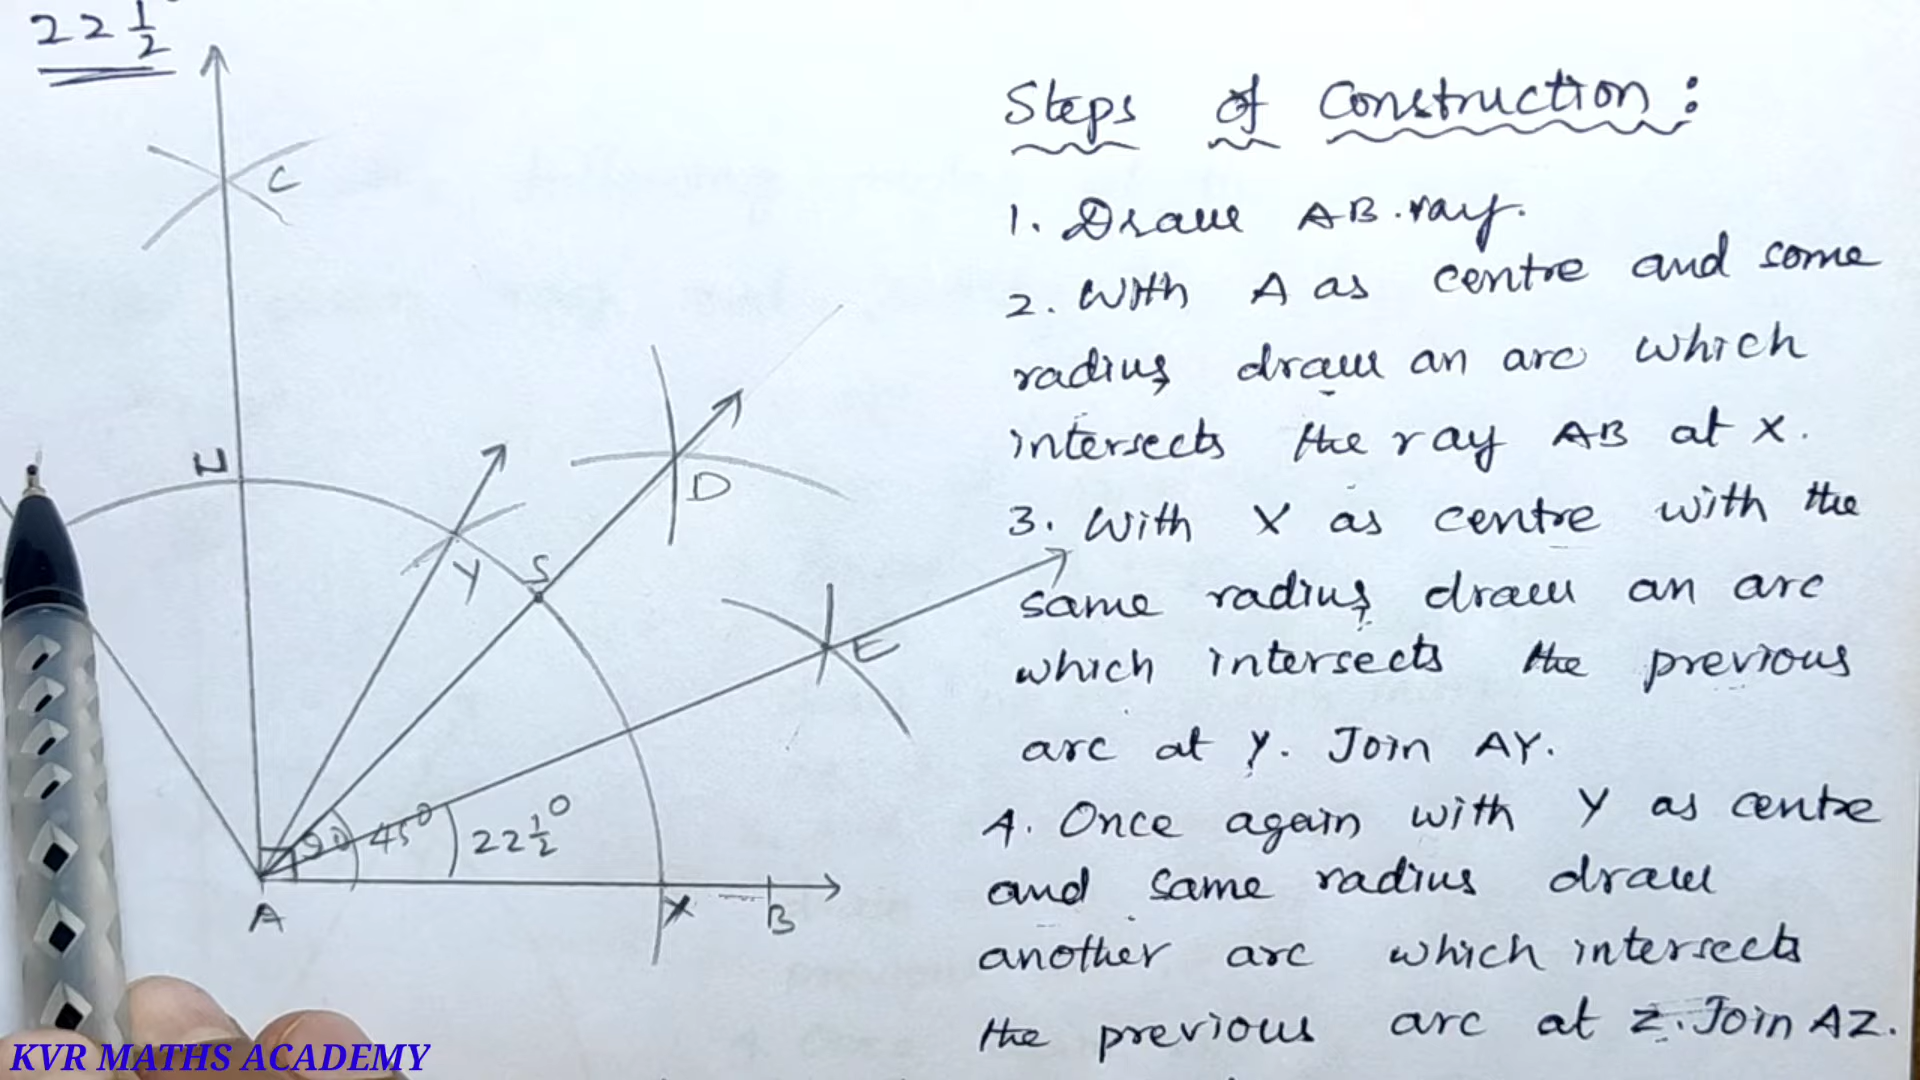 22 1/2°
C
N
D
Y
S
E
90
45°
22 1/2°
A
X
B
Steps of Construction:
1. Draw AB ray.
2. With A as centre and some
radius, draw an arc which
intersects the ray AB at X.
3. With X as centre with the
same radius, draw an arc
which intersects the previous
arc at Y. Join AY.
4. Once again with Y as centre
and same radius draw
another arc which intersects
the previous arc at Z. Join AZ.
KVR MATHS ACADEMY